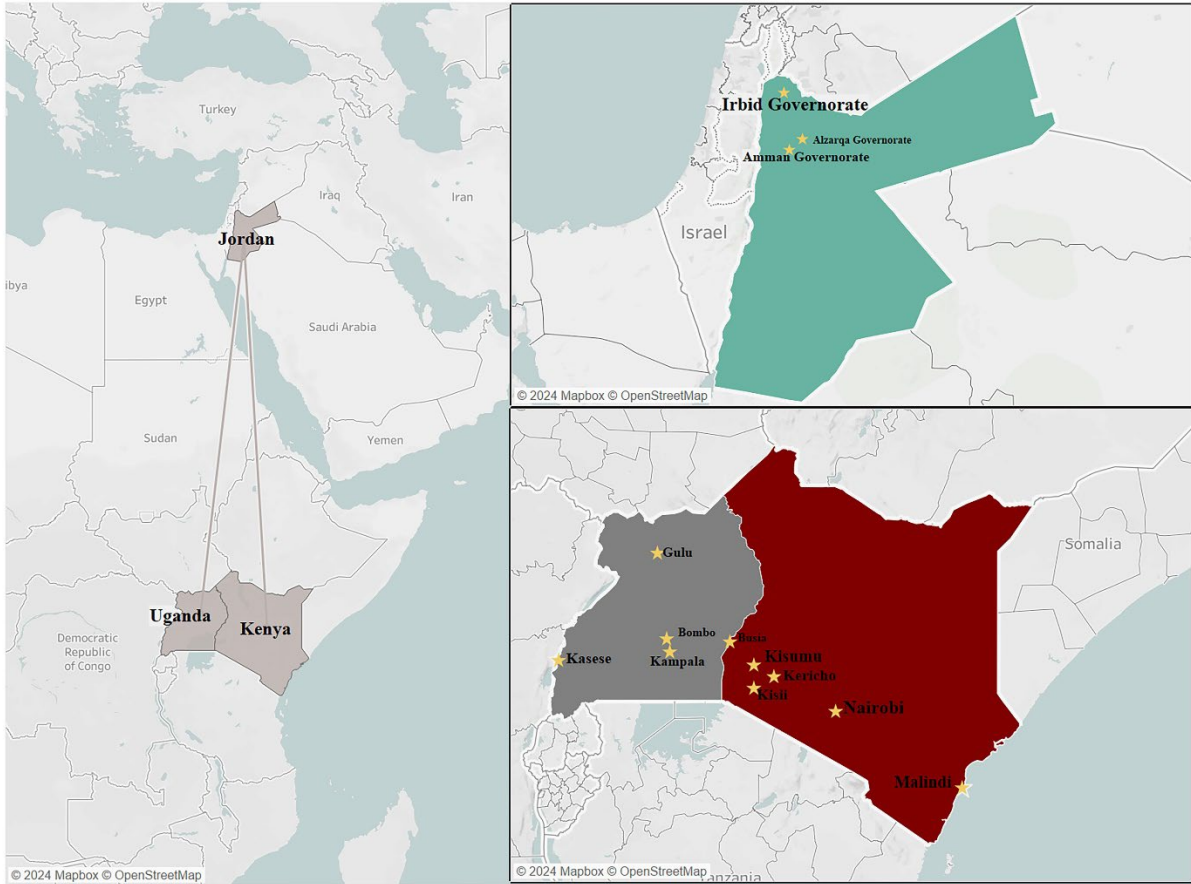 Turkey
Iraq
Iran
Jordan
ibya
Egypt
Saudi Arabia
Sudan
Yemen
Uganda
Kenya
Democratic
Republic
of Congo
© 2024 Mapbox © OpenStreetMap
Irbid Governorate
Alzarqa Governorate
Amman Governorate
Israel
© 2024 Mapbox © OpenStreetMap
Somalia
Gulu
Bombo
Busia
Kasese
Kampala
Kisumu
Kericho
Kisii
Nairobi
Malindi
© 2024 Mapbox © OpenStreetMap
Tanzania